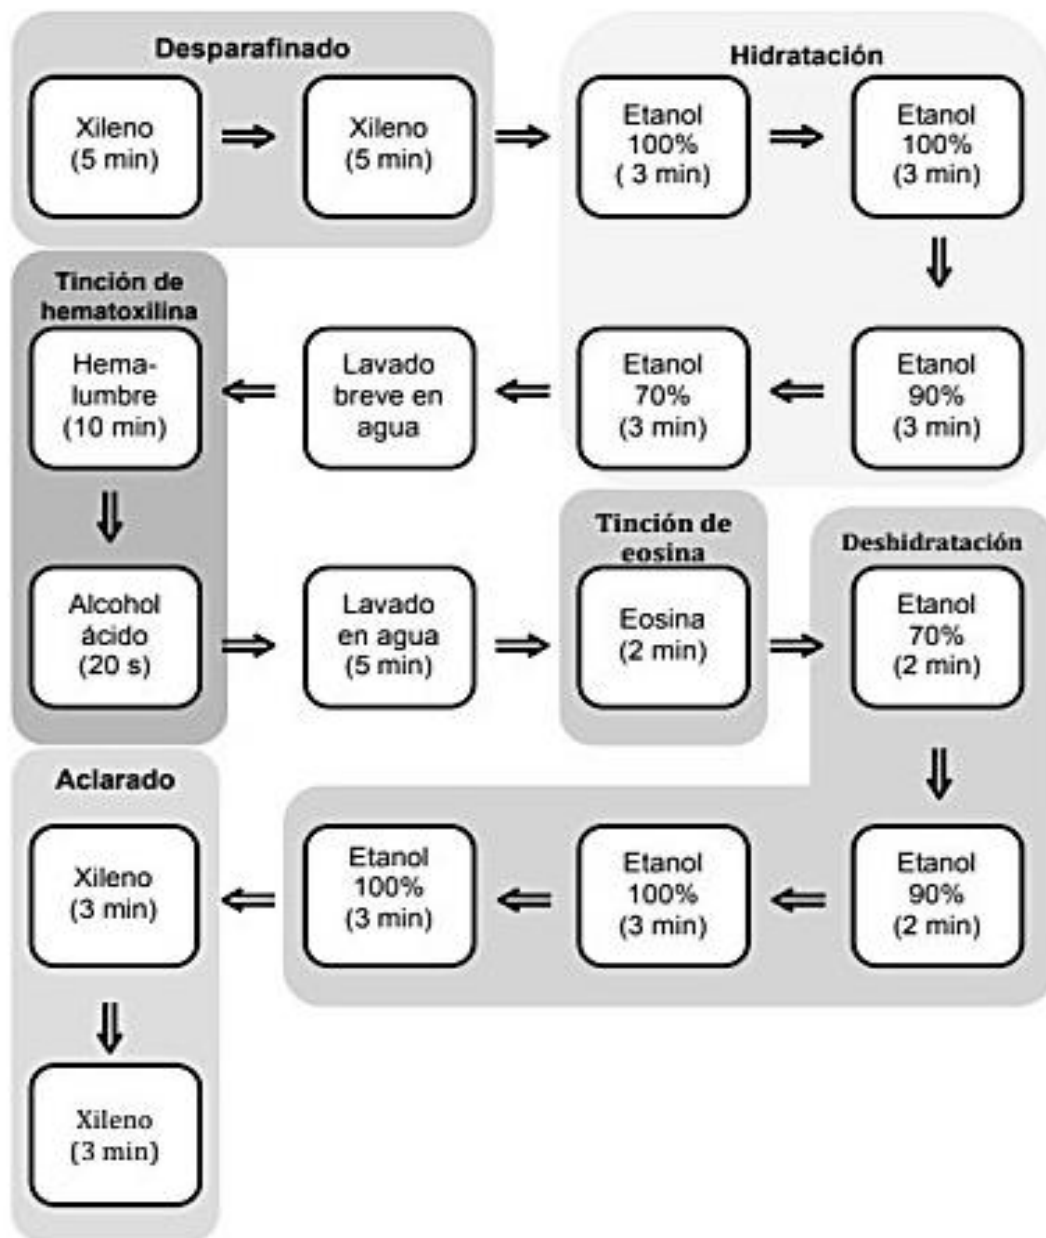 Desparafinado
Xileno
(5 min)
Xileno
(5 min)
Hidratación
Etanol
100%
( 3 min)
Etanol
100%
(3 min)
Etanol
90%
(3 min)
Etanol
70%
(3 min)
Lavado
breve en
agua
Tinción de
hematoxilina
Hema-
lumbre
(10 min)
Alcohol
ácido
(20 s)
Lavado
en agua
(5 min)
Tinción de
eosina
Eosina
(2 min)
Deshidratación
Etanol
70%
(2 min)
Etanol
90%
(2 min)
Etanol
100%
(3 min)
Etanol
100%
(3 min)
Aclarado
Xileno
(3 min)
Xileno
(3 min)